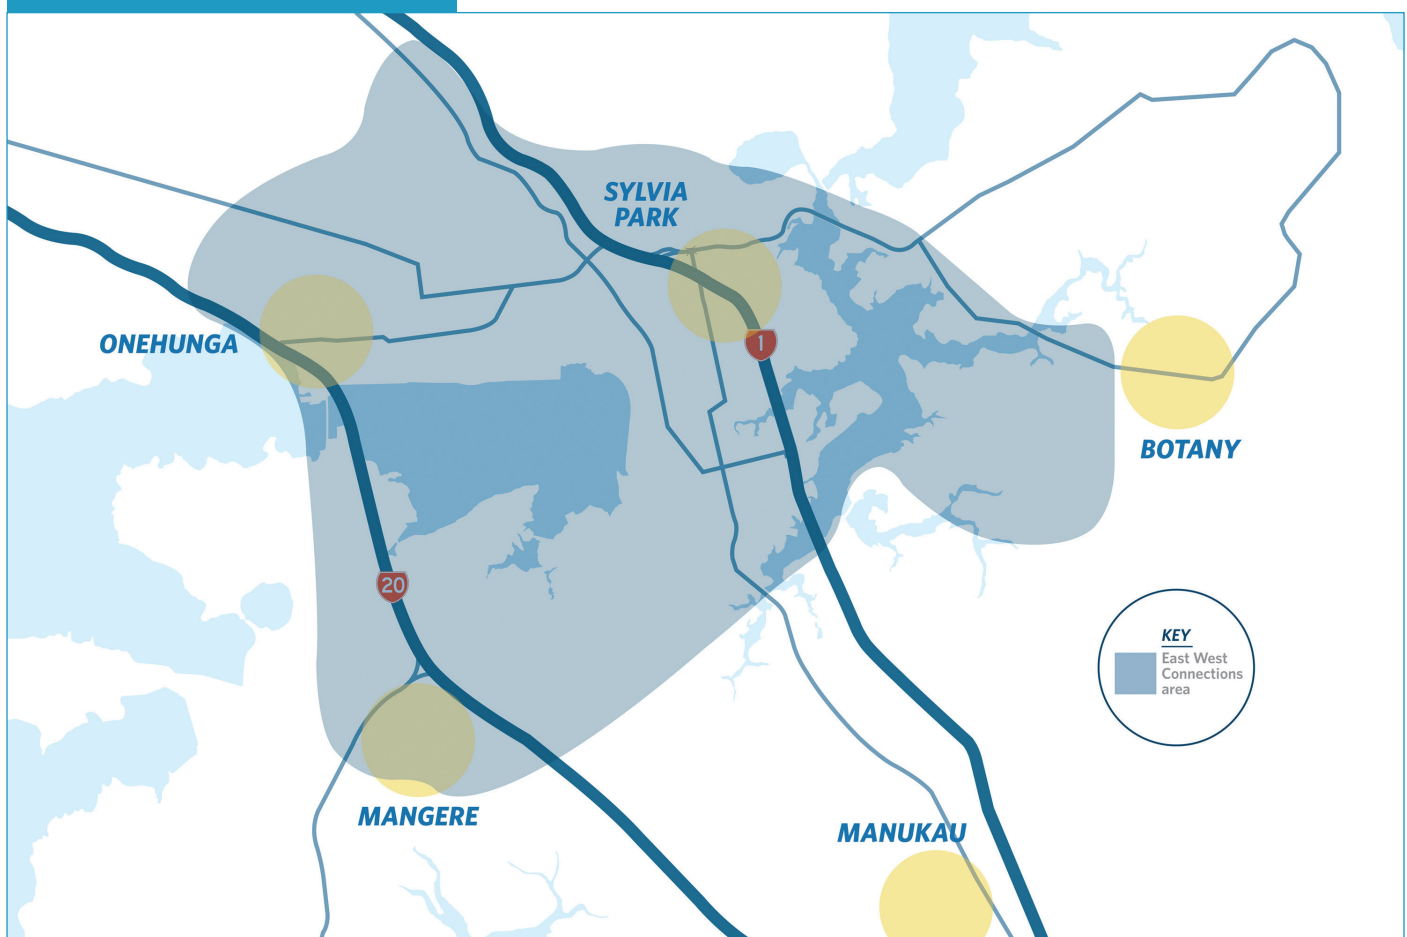 SYLVIA
PARK
ONEHUNGA
1
BOTANY
20
KEY
East West
Connections
area
MANGERE
MANUKAU